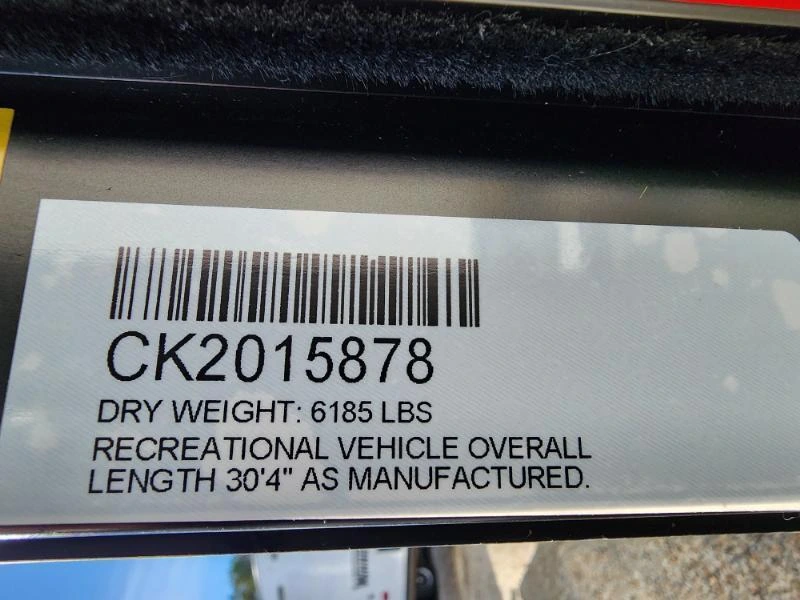 CK2015878
DRY WEIGHT: 6185 LBS
RECREATIONAL VEHICLE OVERALL
LENGTH 30'4" AS MANUFACTURED.